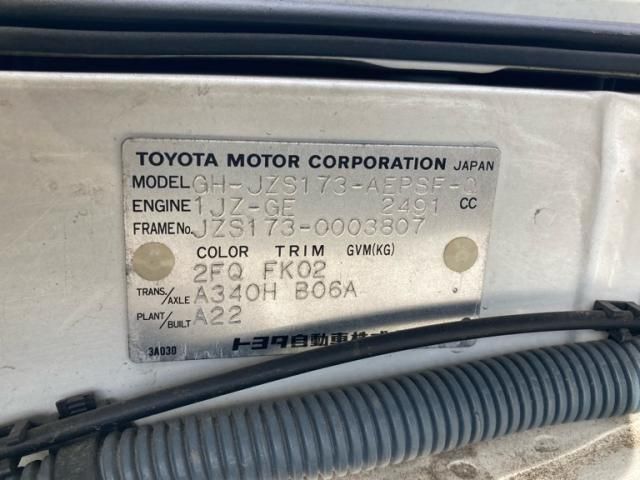 TOYOTA MOTOR CORPORATION JAPAN
MODEL GH-JZS173-AEPSF-Q
ENGINE 1JZ-GE 2491 CC
FRAME No. JZS173-0003807
COLOR TRIM GVM(KG)
2FQ FK02
TRANS./AXLE A340H B06A
PLANT/BUILT A22
3A030 トヨタ自動車株式